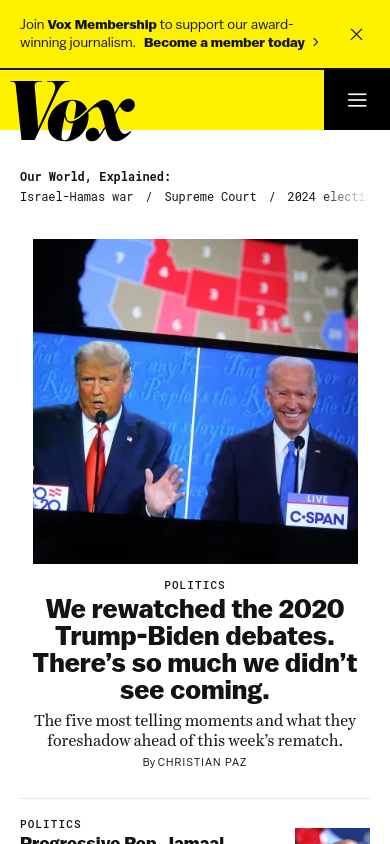 Join Vox Membership to support our award-
winning journalism. Become a member today
Vox
Our World, Explained:
Israel-Hamas war / Supreme Court / 2024 electi
3
7
3
10
4
3
3
6
6
6
LIVE
C-SPAN
POLITICS
We rewatched the 2020
Trump-Biden debates.
There's so much we didn't
see coming.
The five most telling moments and what they
foreshadow ahead of this week's rematch.
By CHRISTIAN PAZ
POLITICS
Progressive Rep. Jamaal